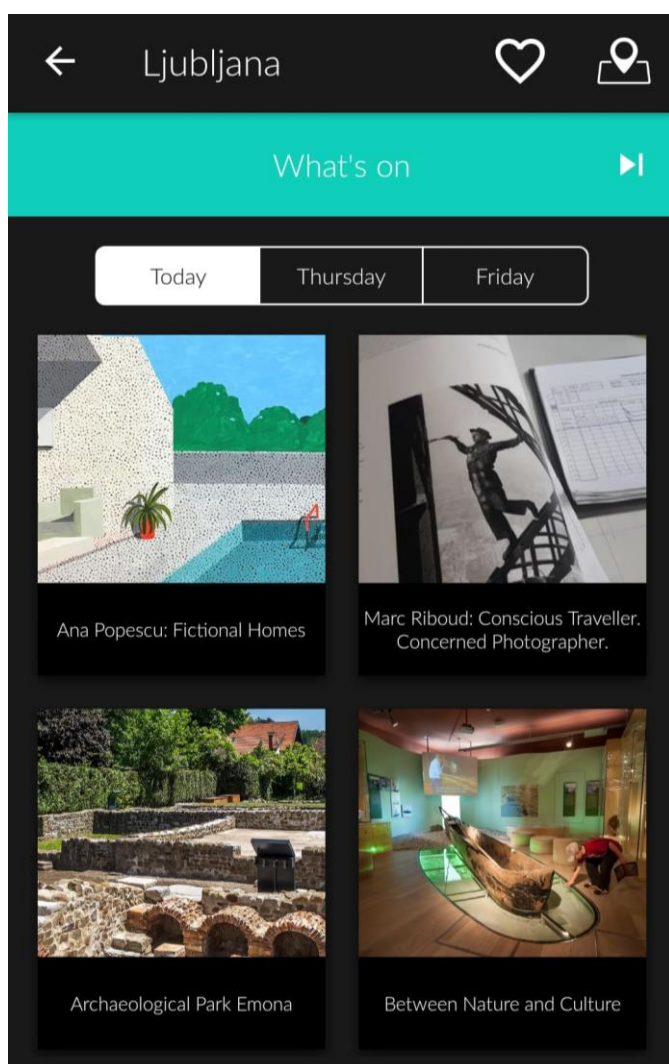 Ljubljana
What's on
Today
Thursday
Friday
Ana Popescu: Fictional Homes
Marc Riboud: Conscious Traveller.
Concerned Photographer.
Archaeological Park Emona
Between Nature and Culture